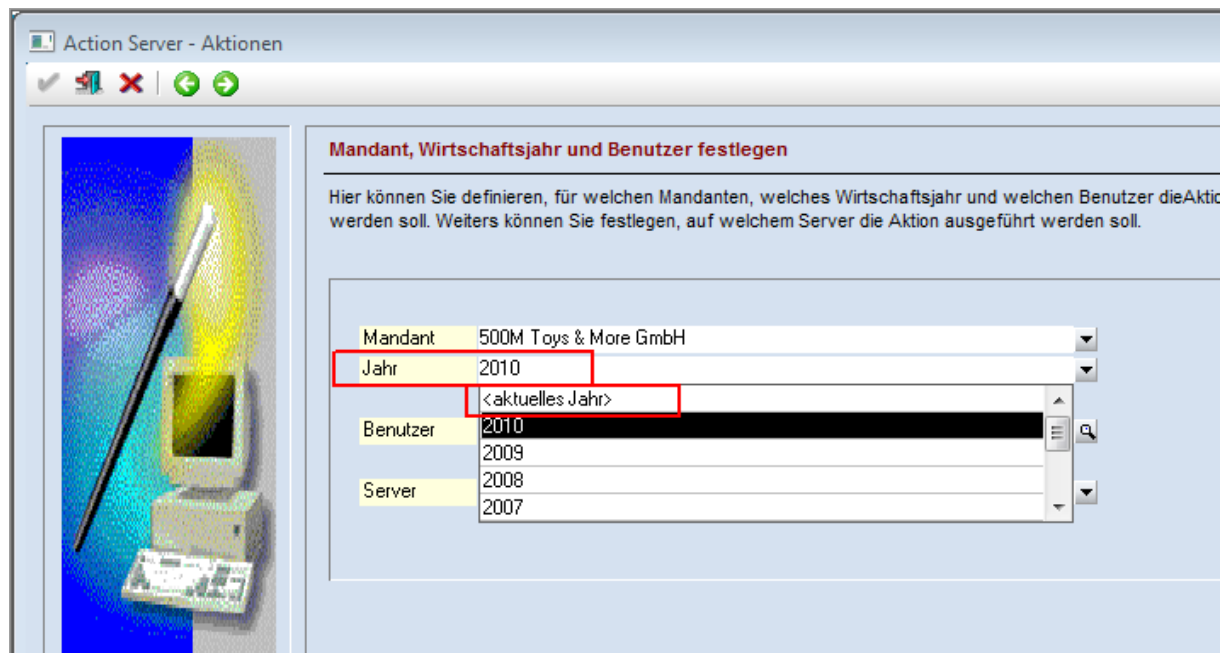 Action Server - Aktionen
Mandant, Wirtschaftsjahr und Benutzer festlegen
Hier können Sie definieren, für welchen Mandanten, welches Wirtschaftsjahr und welchen Benutzer dieAktio
werden soll. Weiters können Sie festlegen, auf welchem Server die Aktion ausgeführt werden soll.
Mandant 500M Toys & More GmbH
Jahr 2010
<aktuelles Jahr>
Benutzer 2010
2009
Server 2008
2007